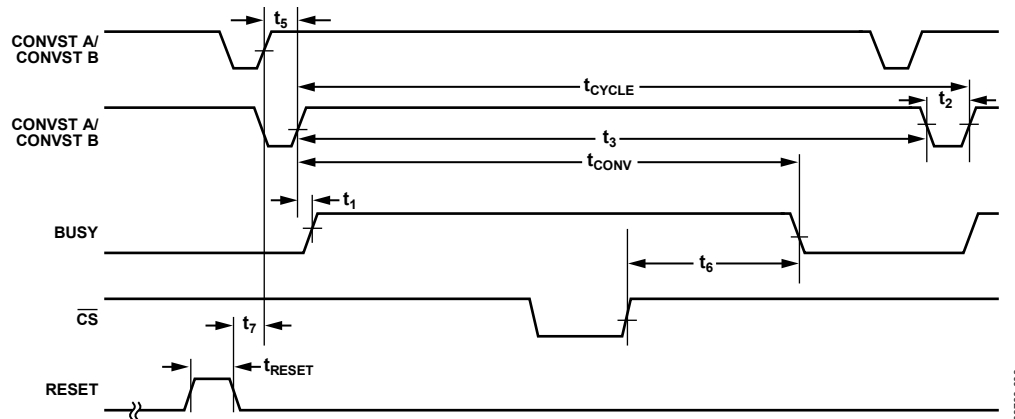 t5
CONVST A/
CONVST B
tCYCLE
t2
CONVST A/
CONVST B
t3
tCONV
t1
BUSY
t6
CS
t7
tRESET
RESET